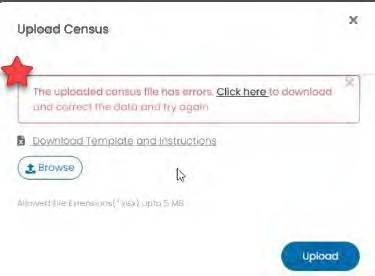 Upload Census
The uploaded census file has errors. Click here to download
and correct the data and try again
Download Template and Instructions
Browse
Allowed File Extensions(*xlsx) upto 5 MB
Upload